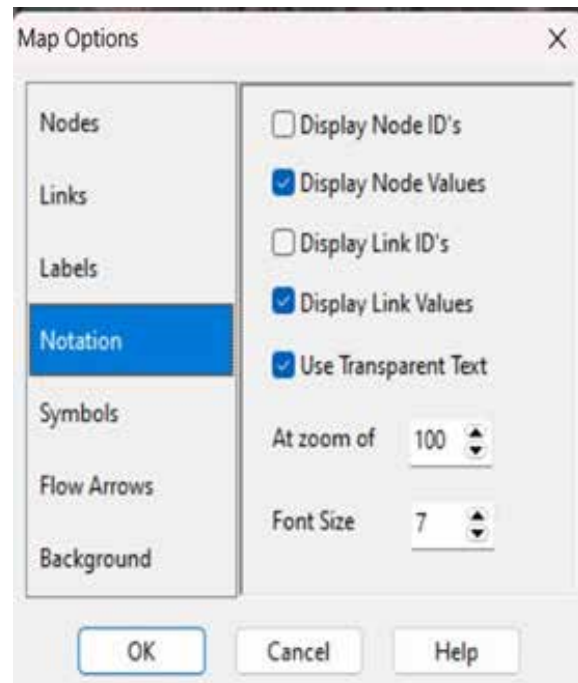 Map Options
Nodes
Links
Labels
Notation
Symbols
Flow Arrows
Background
Display Node ID's
Display Node Values
Display Link ID's
Display Link Values
Use Transparent Text
At zoom of 100
Font Size 7
OK Cancel Help